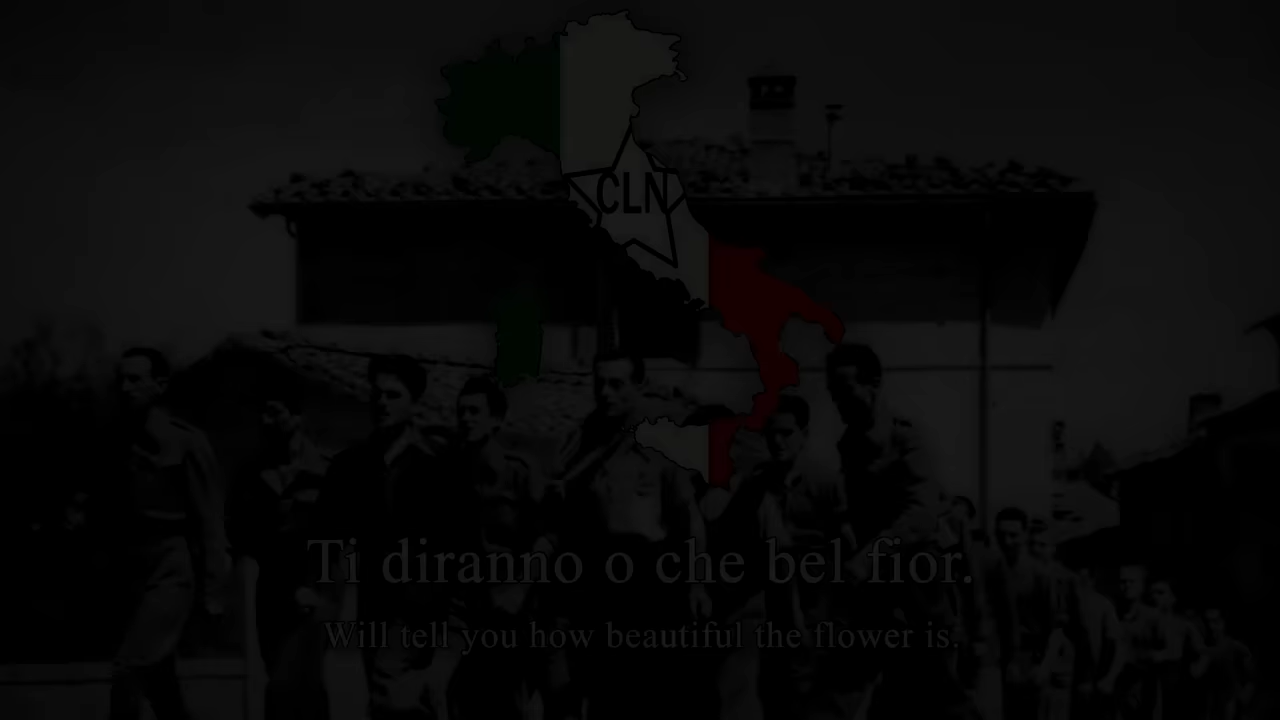 CLN
Ti diranno o che bel fior.
Will tell you how beautiful the flower is.